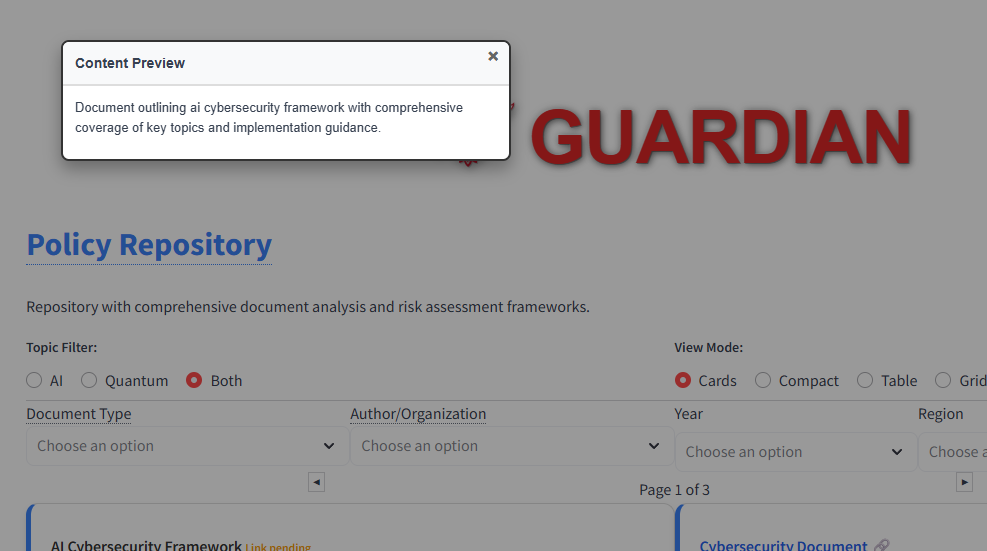 Content Preview
×
Document outlining ai cybersecurity framework with comprehensive
coverage of key topics and implementation guidance.
GUARDIAN
Policy Repository
Repository with comprehensive document analysis and risk assessment frameworks.
Topic Filter:
View Mode:
AI Quantum Both
Cards Compact Table Grid
Document Type
Author/Organization
Year
Region
Choose an option
Choose an option
Choose an option
Choose a
Page 1 of 3
AI Cybersecurity Framework Link pending
Cybersecurity Document